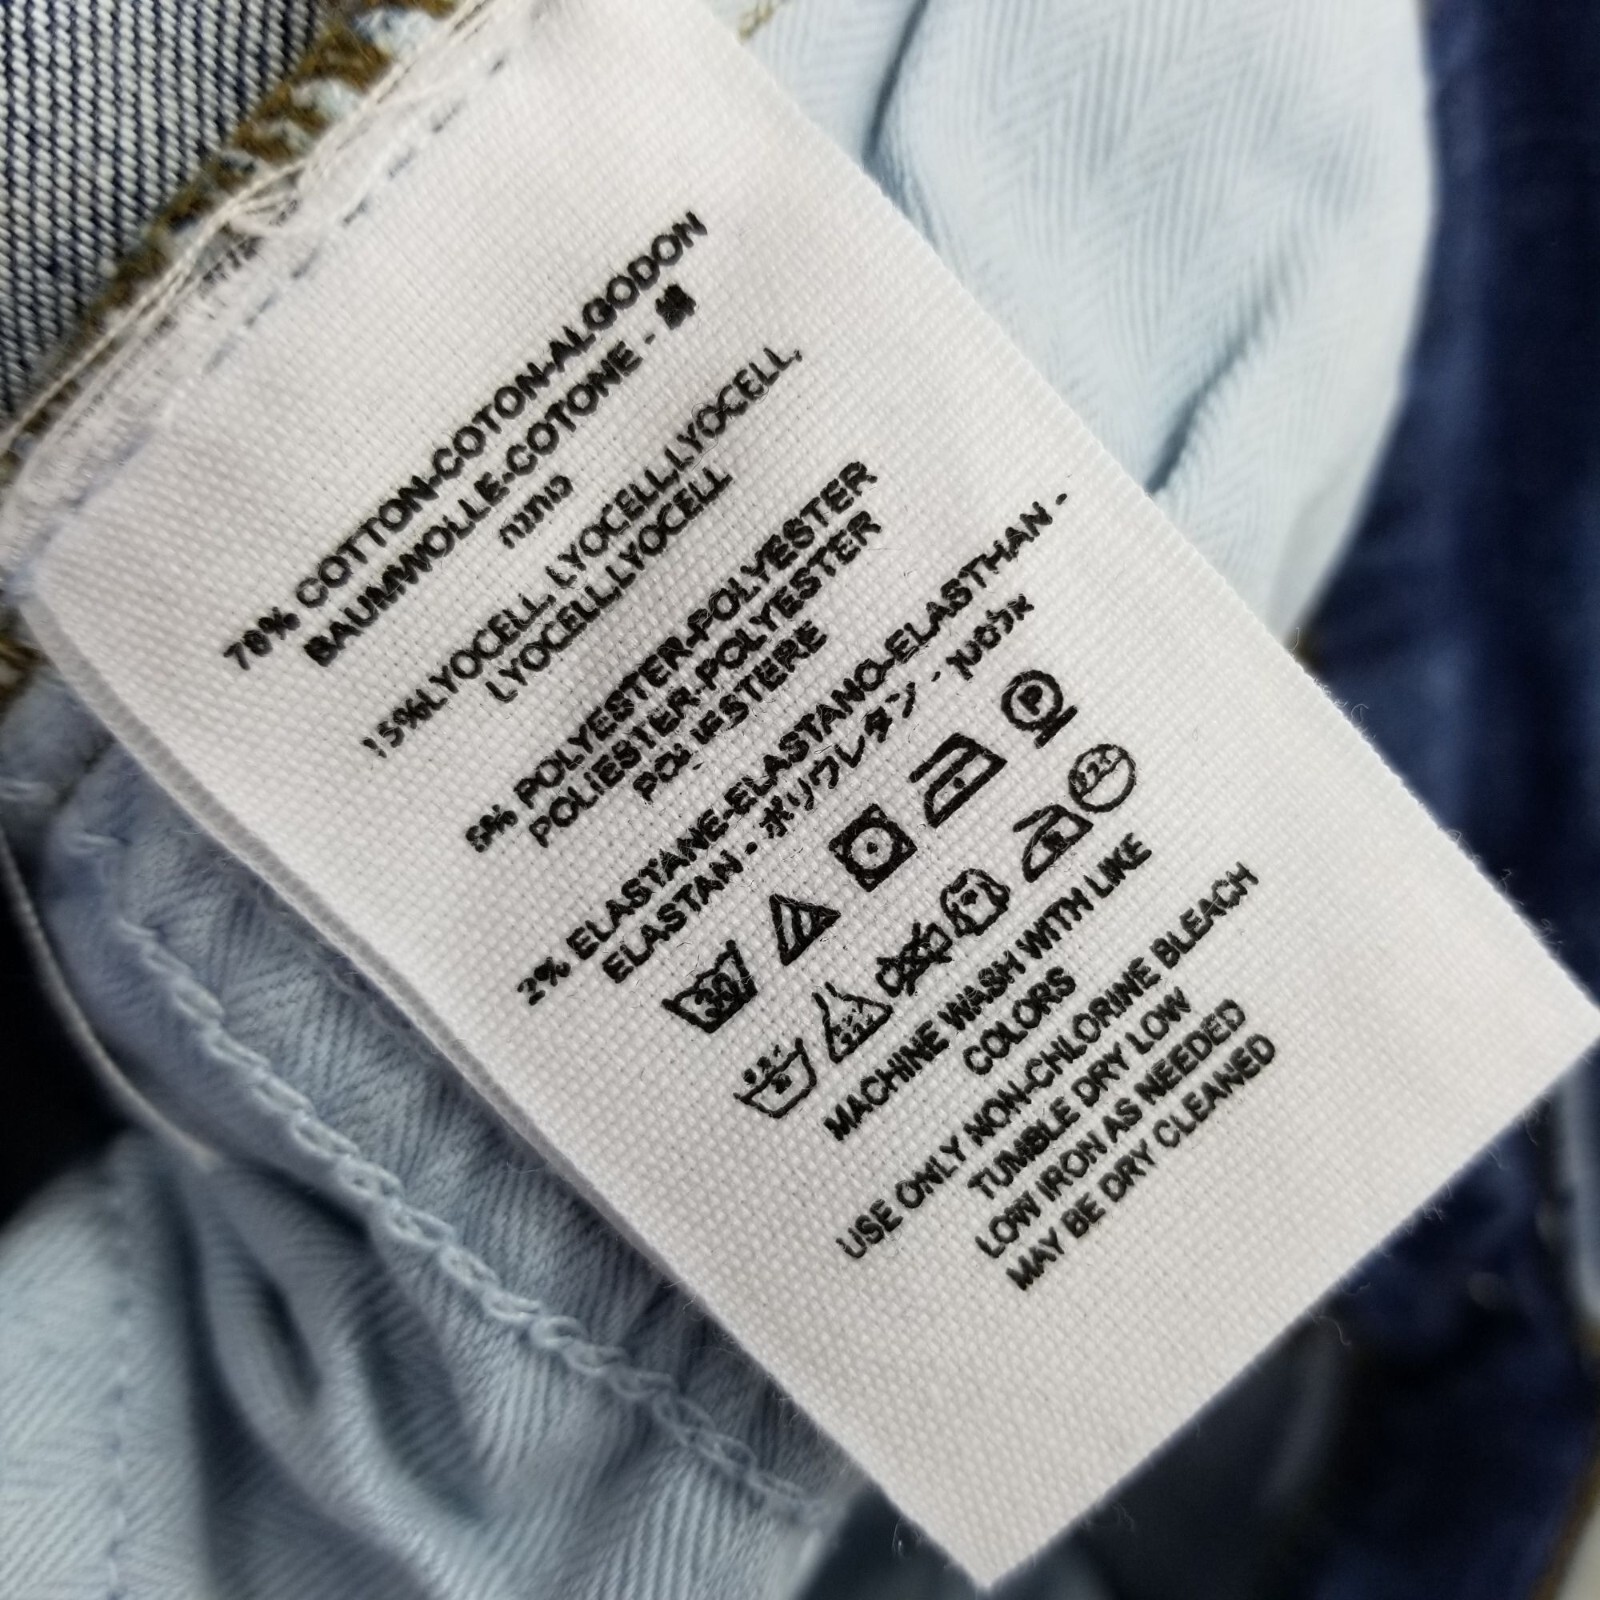 78% COTTON-COTON-ALGODON
BAUMWOLLE-COTONE - 綿
כותנה
15%LYOCELL, LYOCELL,LYOCELL,
LYOCELL,LYOCELL
5% POLYESTER-POLYESTER
POLiESTER-POLYESTER
POLIESTERE
2% ELASTANE-ELASTANO-ELASTHAN -
ELASTAN - ポリウレタン - אלסטן
30 P
MACHINE WASH WITH LIKE
COLORS
USE ONLY NON-CHLORINE BLEACH
TUMBLE DRY LOW
LOW IRON AS NEEDED
MAY BE DRY CLEANED